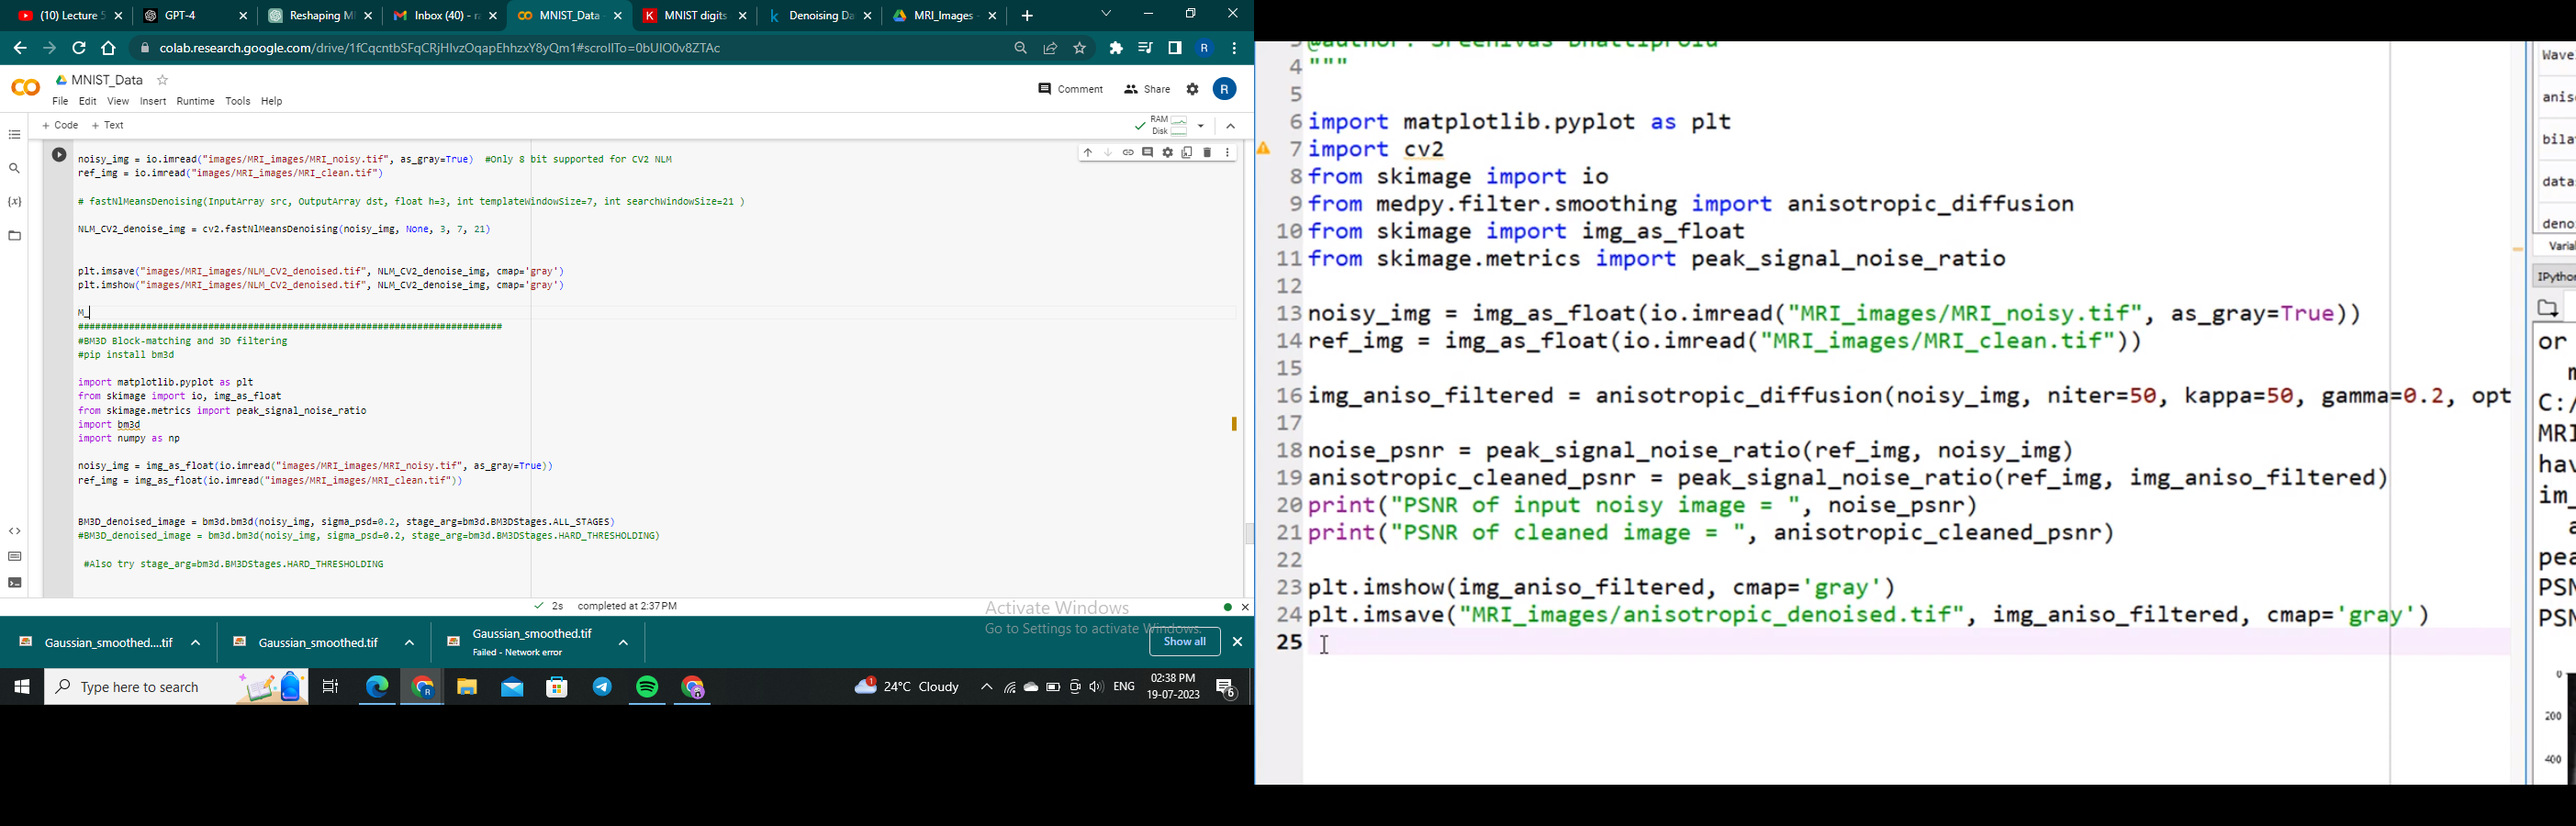 (10) Lecture 5
GPT-4
Reshaping M
Inbox (40) - r
MNIST_Data
MNIST digits
Denoising Da
MRI_Images
colab.research.google.com/drive/1fCqcntbSFqCRjHlvzOqapEhhzxY8yQm1#scrollTo=0bUIO0v8ZTAc
R
MNIST_Data
File Edit View Insert Runtime Tools Help
Comment Share R
+ Code + Text
RAM
Disk
noisy_img = io.imread("images/MRI_images/MRI_noisy.tif", as_gray=True) #Only 8 bit supported for CV2 NLM
ref_img = io.imread("images/MRI_images/MRI_clean.tif")
# fastNlMeansDenoising(InputArray src, OutputArray dst, float h=3, int templateWindowSize=7, int searchWindowSize=21 )
NLM_CV2_denoise_img = cv2.fastNlMeansDenoising(noisy_img, None, 3, 7, 21)
plt.imsave("images/MRI_images/NLM_CV2_denoised.tif", NLM_CV2_denoise_img, cmap='gray')
plt.imshow("images/MRI_images/NLM_CV2_denoised.tif", NLM_CV2_denoise_img, cmap='gray')
M_
###########################################################################
#BM3D Block-matching and 3D filtering
#pip install bm3d
import matplotlib.pyplot as plt
from skimage import io, img_as_float
from skimage.metrics import peak_signal_noise_ratio
import bm3d
import numpy as np
noisy_img = img_as_float(io.imread("images/MRI_images/MRI_noisy.tif", as_gray=True))
ref_img = img_as_float(io.imread("images/MRI_images/MRI_clean.tif"))
BM3D_denoised_image = bm3d.bm3d(noisy_img, sigma_psd=0.2, stage_arg=bm3d.BM3DStages.ALL_STAGES)
#BM3D_denoised_image = bm3d.bm3d(noisy_img, sigma_psd=0.2, stage_arg=bm3d.BM3DStages.HARD_THRESHOLDING)
#Also try stage_arg=bm3d.BM3DStages.HARD_THRESHOLDING
2s completed at 2:37 PM
Activate Windows
Go to Settings to activate Windows.
Gaussian_smoothed....tif
Gaussian_smoothed.tif
Gaussian_smoothed.tif
Failed - Network error
Show all
Type here to search
1
24°C Cloudy
ENG
02:38 PM
19-07-2023
6
4 """
5
6 import matplotlib.pyplot as plt
7 import cv2
8 from skimage import io
9 from medpy.filter.smoothing import anisotropic_diffusion
10 from skimage import img_as_float
11 from skimage.metrics import peak_signal_noise_ratio
12
13 noisy_img = img_as_float(io.imread("MRI_images/MRI_noisy.tif", as_gray=True))
14 ref_img = img_as_float(io.imread("MRI_images/MRI_clean.tif"))
15
16 img_aniso_filtered = anisotropic_diffusion(noisy_img, niter=50, kappa=50, gamma=0.2, opt
17
18 noise_psnr = peak_signal_noise_ratio(ref_img, noisy_img)
19 anisotropic_cleaned_psnr = peak_signal_noise_ratio(ref_img, img_aniso_filtered)
20 print("PSNR of input noisy image = ", noise_psnr)
21 print("PSNR of cleaned image = ", anisotropic_cleaned_psnr)
22
23 plt.imshow(img_aniso_filtered, cmap='gray')
24 plt.imsave("MRI_images/anisotropic_denoised.tif", img_aniso_filtered, cmap='gray')
25
Wave
anis
bila
data
deno
Varia
IPytho
or
C:/
MRI
hav
im_
a
pea
PSN
PSN
0
200
400